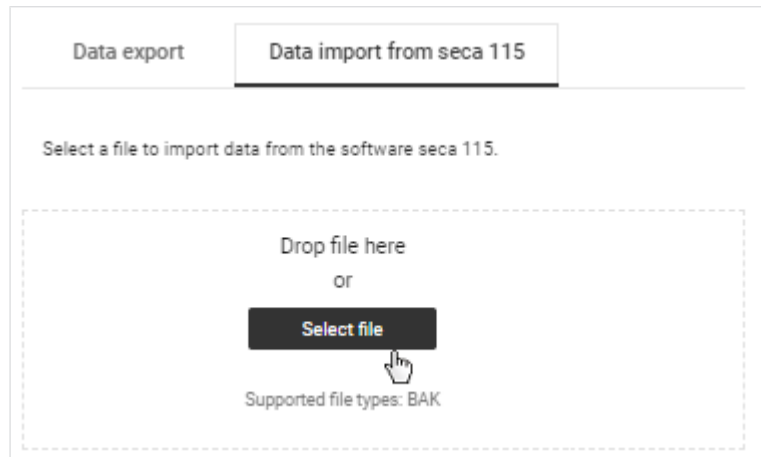 Data export
Data import from seca 115
Select a file to import data from the software seca 115.
Drop file here
or
Select file
Supported file types: BAK